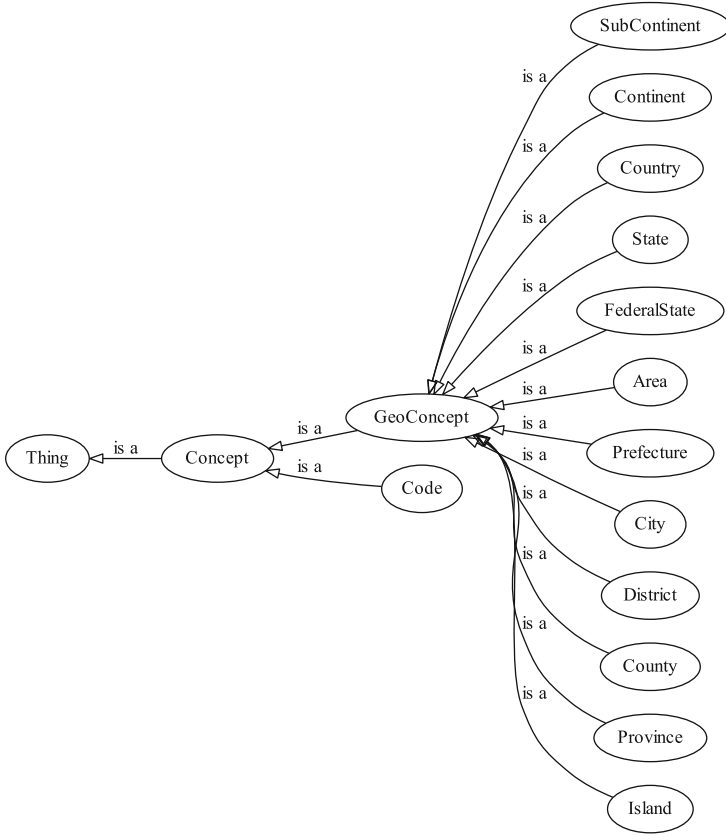 SubContinent
is a
Continent
is a
Country
is a
State
is a
FederalState
is a
Area
is a
GeoConcept
is a
Prefecture
is a
is a
Thing
is a
Concept
is a
Code
City
is a
District
is a
County
is a
Province
is a
Island